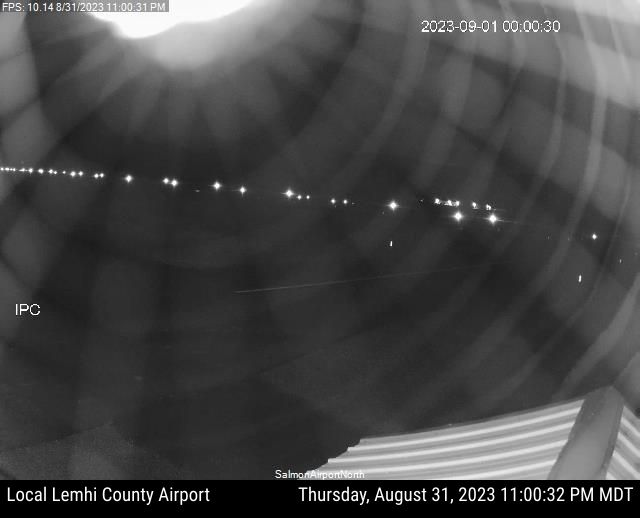 FPS: 10.14 8/31/2023 11:00:31 PM
2023-09-01 00:00:30
IPC
SalmonAirportNorth
Local Lemhi County Airport Thursday, August 31, 2023 11:00:32 PM MDT